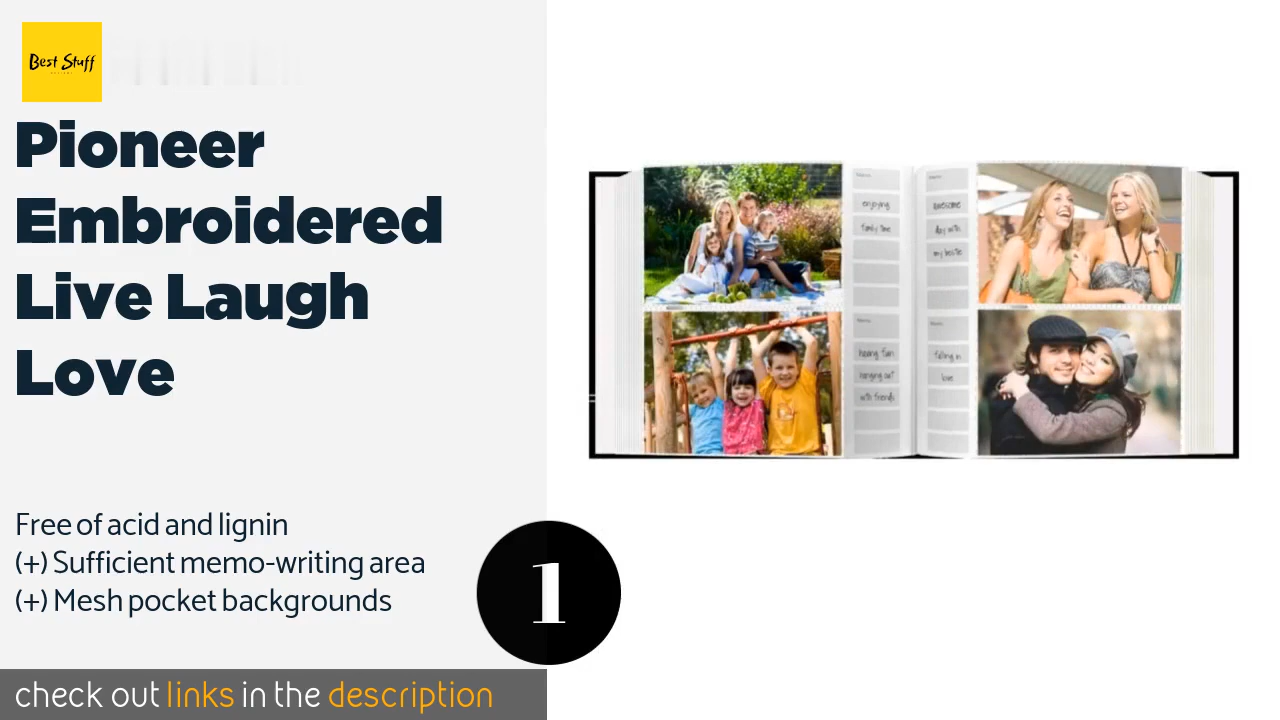 Best Stuff
Pioneer
Embroidered
Live Laugh
Love
Free of acid and lignin
(+) Sufficient memo-writing area
(+) Mesh pocket backgrounds
1
check out links in the description
enjoying
family time
having fun
hanging out
with friends
awesome
day with
my bestie
falling in
love